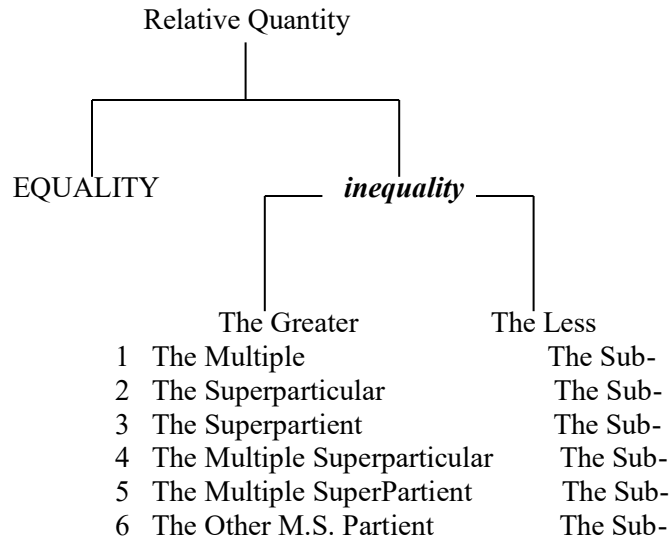 Relative Quantity
EQUALITY inequality
The Greater The Less
1 The Multiple The Sub-
2 The Superparticular The Sub-
3 The Superpartient The Sub-
4 The Multiple Superparticular The Sub-
5 The Multiple SuperPartient The Sub-
6 The Other M.S. Partient The Sub-